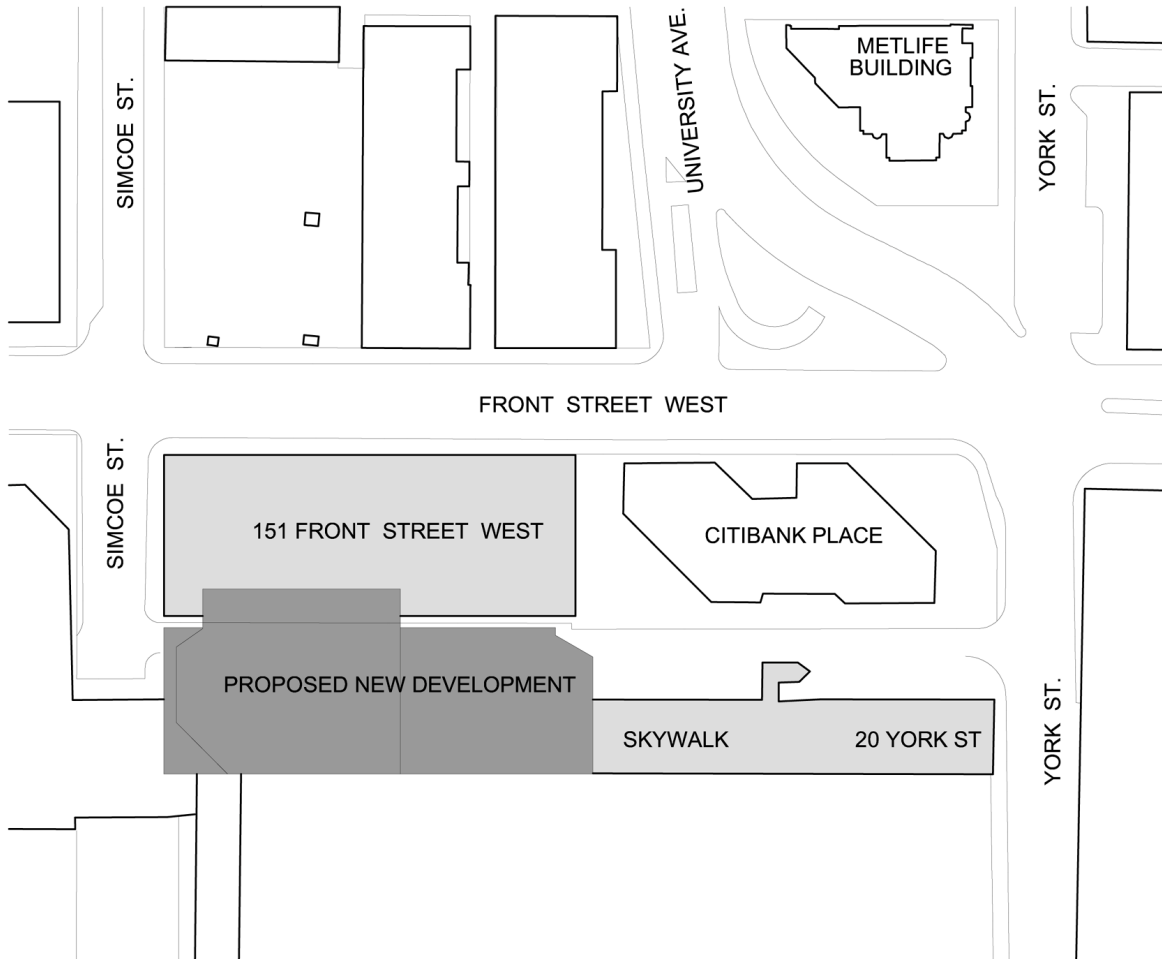 METLIFE
BUILDING
UNIVERSITY AVE.
SIMCOE ST.
YORK ST.
FRONT STREET WEST
SIMCOE ST.
151 FRONT STREET WEST
CITIBANK PLACE
PROPOSED NEW DEVELOPMENT
SKYWALK
20 YORK ST
YORK ST.